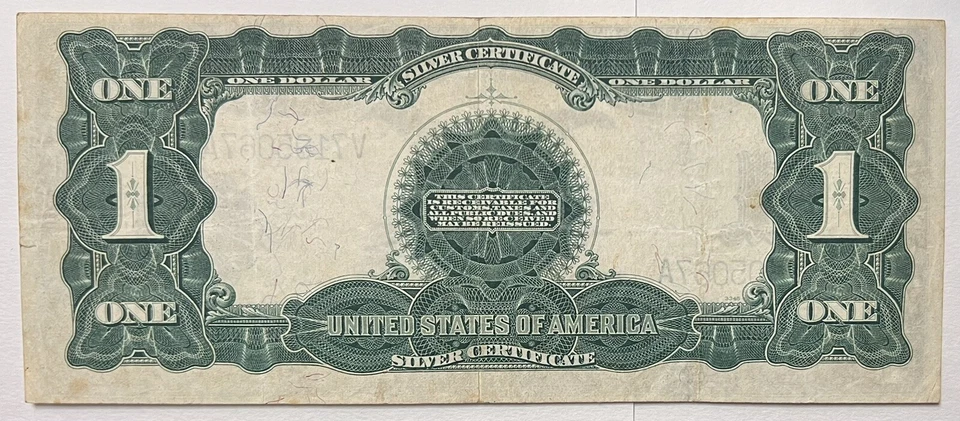 ONE
ONE DOLLAR SILVER CERTIFICATE ONE DOLLAR
ONE
1
THIS CERTIFICATE
IS RECEIVABLE FOR
CUSTOMS, TAXES AND
ALL PUBLIC DUES, AND
WHEN SO RECEIVED
MAY BE REISSUED.
1
ONE
UNITED STATES OF AMERICA
SILVER CERTIFICATE
ONE